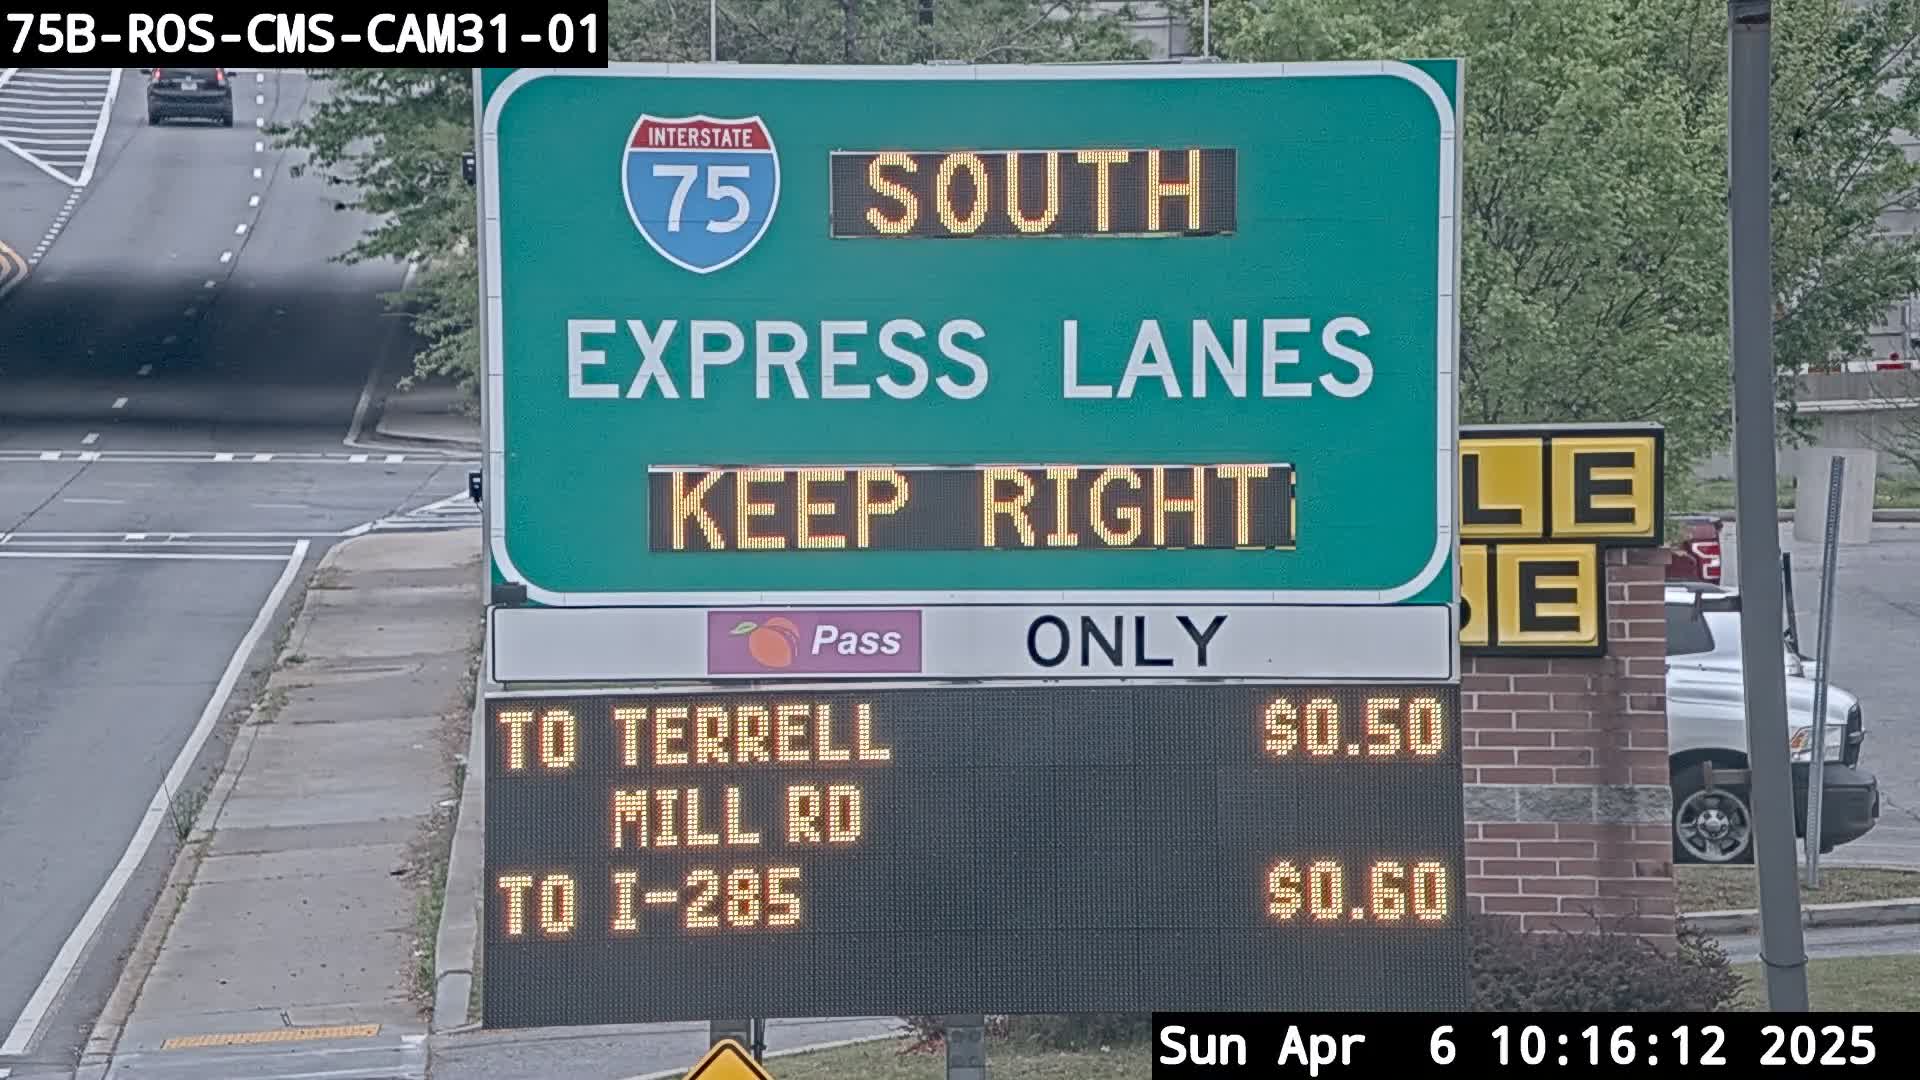 75B-ROS-CMS-CAM31-01
INTERSTATE
75 SOUTH
EXPRESS LANES
KEEP RIGHT
Pass ONLY
TO TERRELL $0.50
MILL RD
TO I-285 $0.60
LE
E
Sun Apr 6 10:16:12 2025